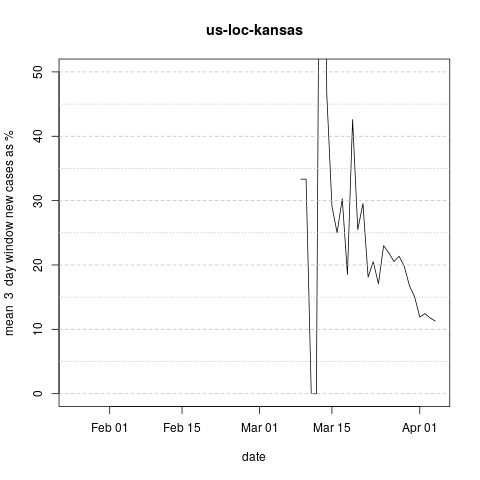 us-loc-kansas
mean 3 day window new cases as %
50
40
30
20
10
0
Feb 01
Feb 15
Mar 01
Mar 15
Apr 01
date